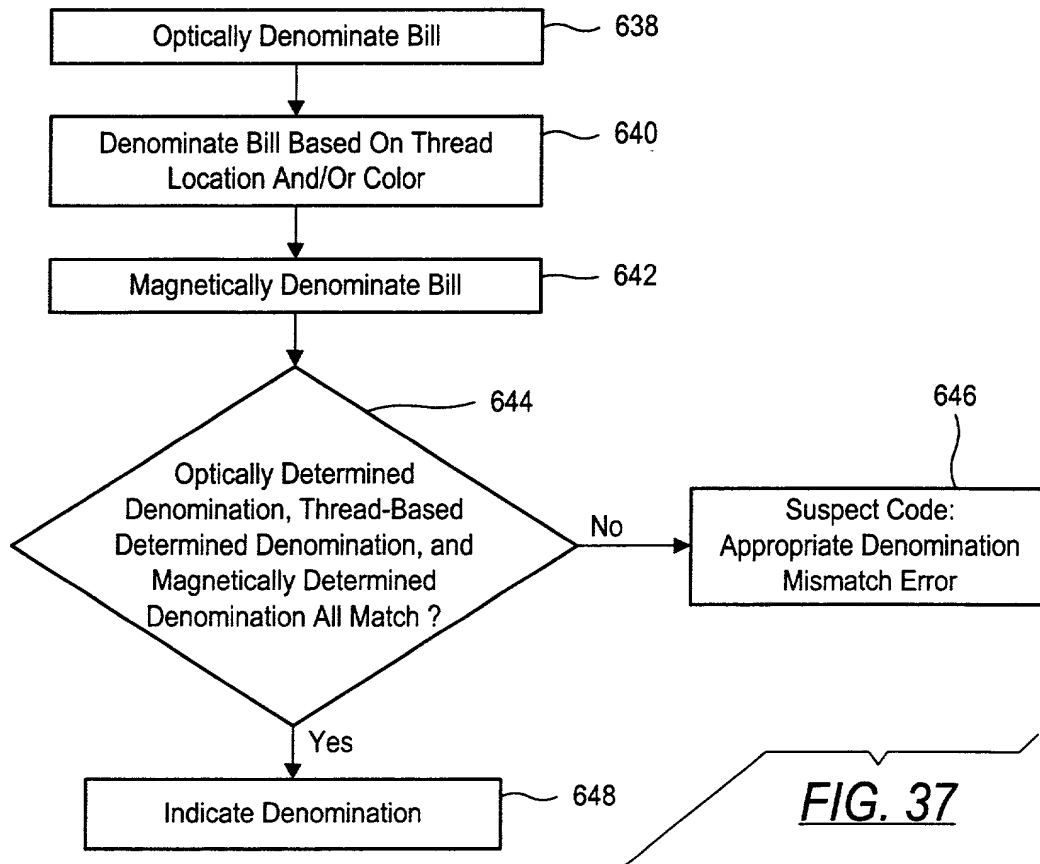 Optically Denominate Bill
638
Denominate Bill Based On Thread
Location And/Or Color
640
Magnetically Denominate Bill
642
644
Optically Determined
Denomination, Thread-Based
Determined Denomination, and
Magnetically Determined
Denomination All Match ?
No
646
Suspect Code:
Appropriate Denomination
Mismatch Error
Yes
Indicate Denomination
648
FIG. 37